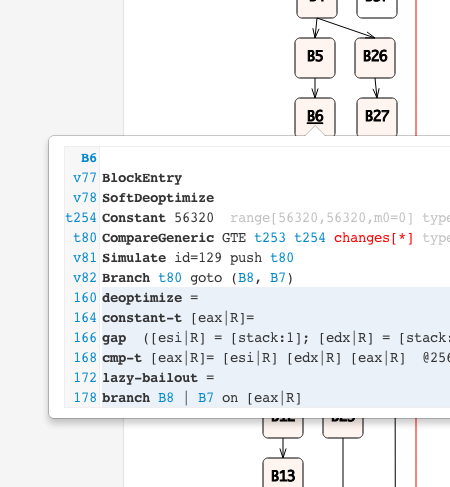 B5 B26
B6 B27
B6
v77 BlockEntry
v78 SoftDeoptimize
t254 Constant 56320 range[56320,56320,m0=0] type
t80 CompareGeneric GTE t253 t254 changes[*] type
v81 Simulate id=129 push t80
v82 Branch t80 goto (B8, B7)
160 deoptimize =
164 constant-t [eax|R]=
166 gap ([esi|R] = [stack:1]; [edx|R] = [stack:
168 cmp-t [eax|R]= [esi|R] [edx|R] [eax|R] @256
172 lazy-bailout =
178 branch B8 | B7 on [eax|R]
B13